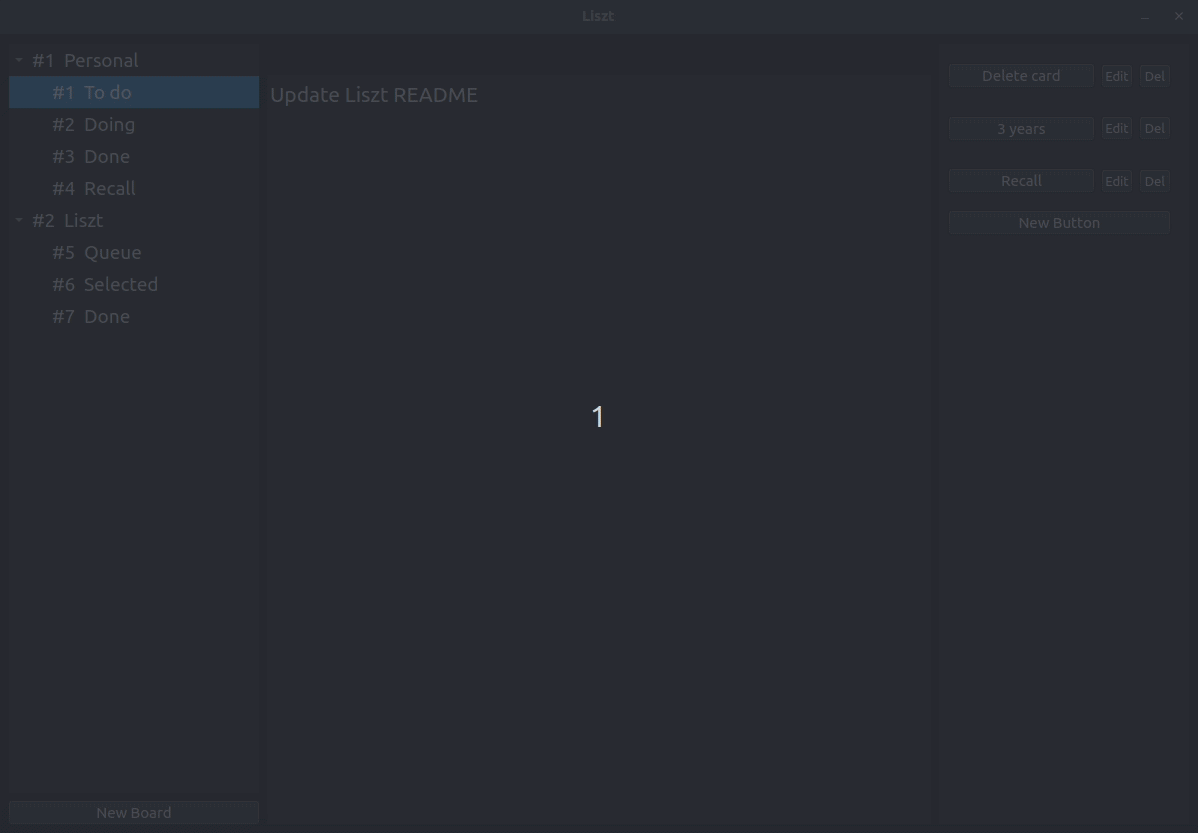 Liszt
#1 Personal
#1 To do
#2 Doing
#3 Done
#4 Recall
#2 Liszt
#5 Queue
#6 Selected
#7 Done
New Board
Update Liszt README
1
Delete card Edit Del
3 years Edit Del
Recall Edit Del
New Button